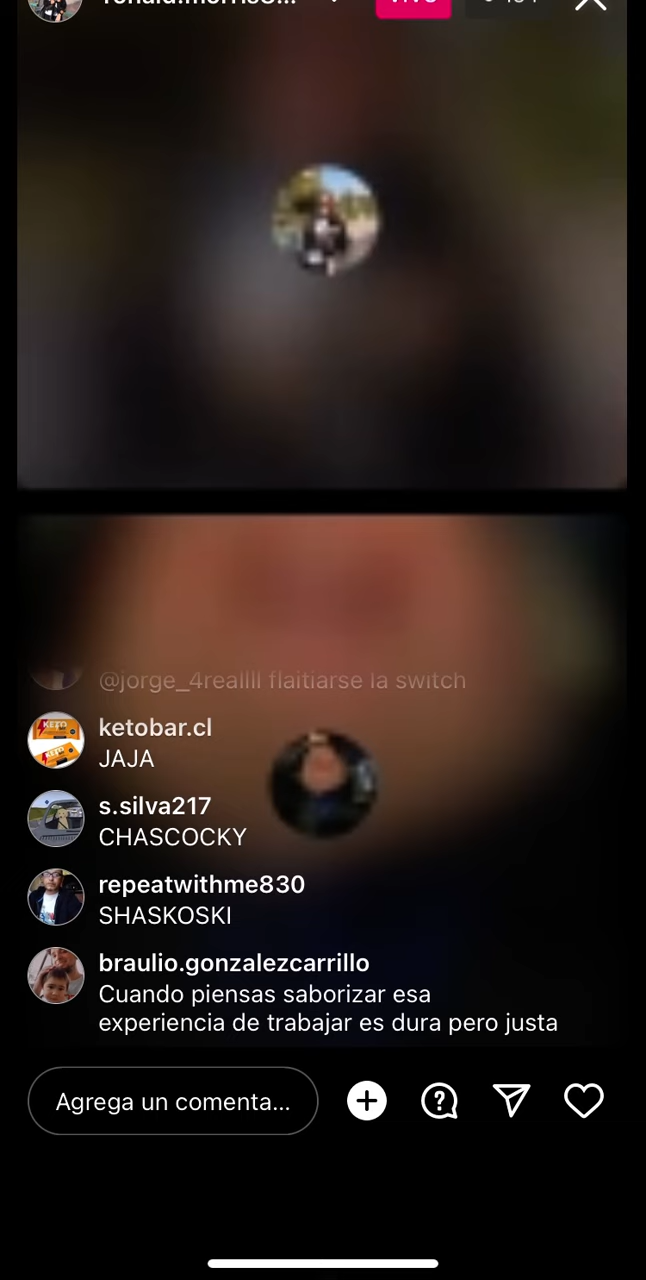 @jorge_4reallll flaitiarse la switch
ketobar.cl
JAJA
s.silva217
CHASCOCKY
repeatwithme830
SHASKOSKI
braulio.gonzalezcarrillo
Cuando piensas saborizar esa
experiencia de trabajar es dura pero justa
Agrega un comenta...